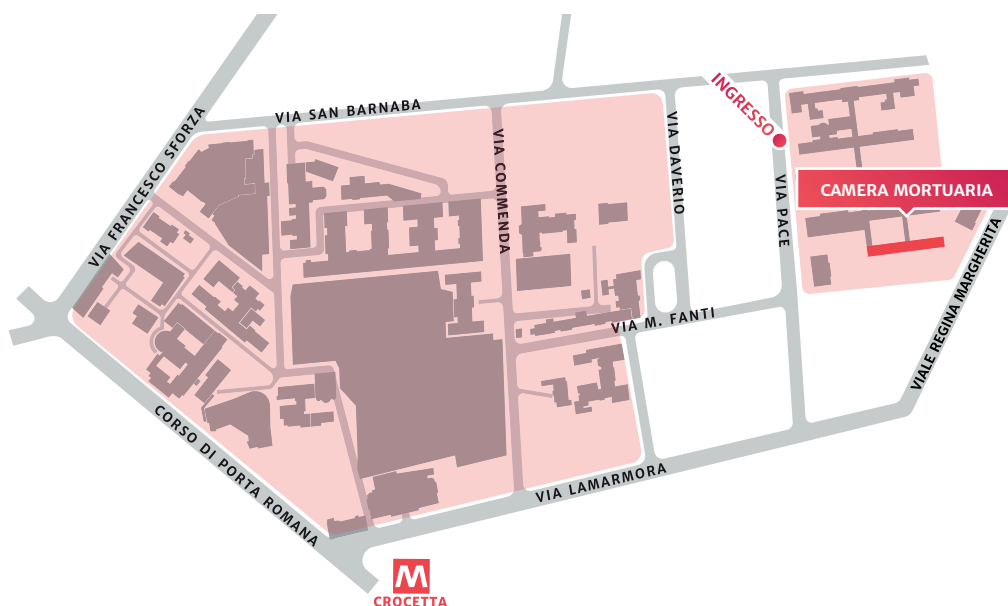 INGRESSO
VIA SAN BARNABA
VIA FRANCESCO SFORZA
VIA COMMENDA
VIA DAVERIO
VIA PACE
CAMERA MORTUARIA
VIALE REGINA MARGHERITA
VIA M. FANTI
CORSO DI PORTA ROMANA
VIA LAMARMORA
M
CROCETTA